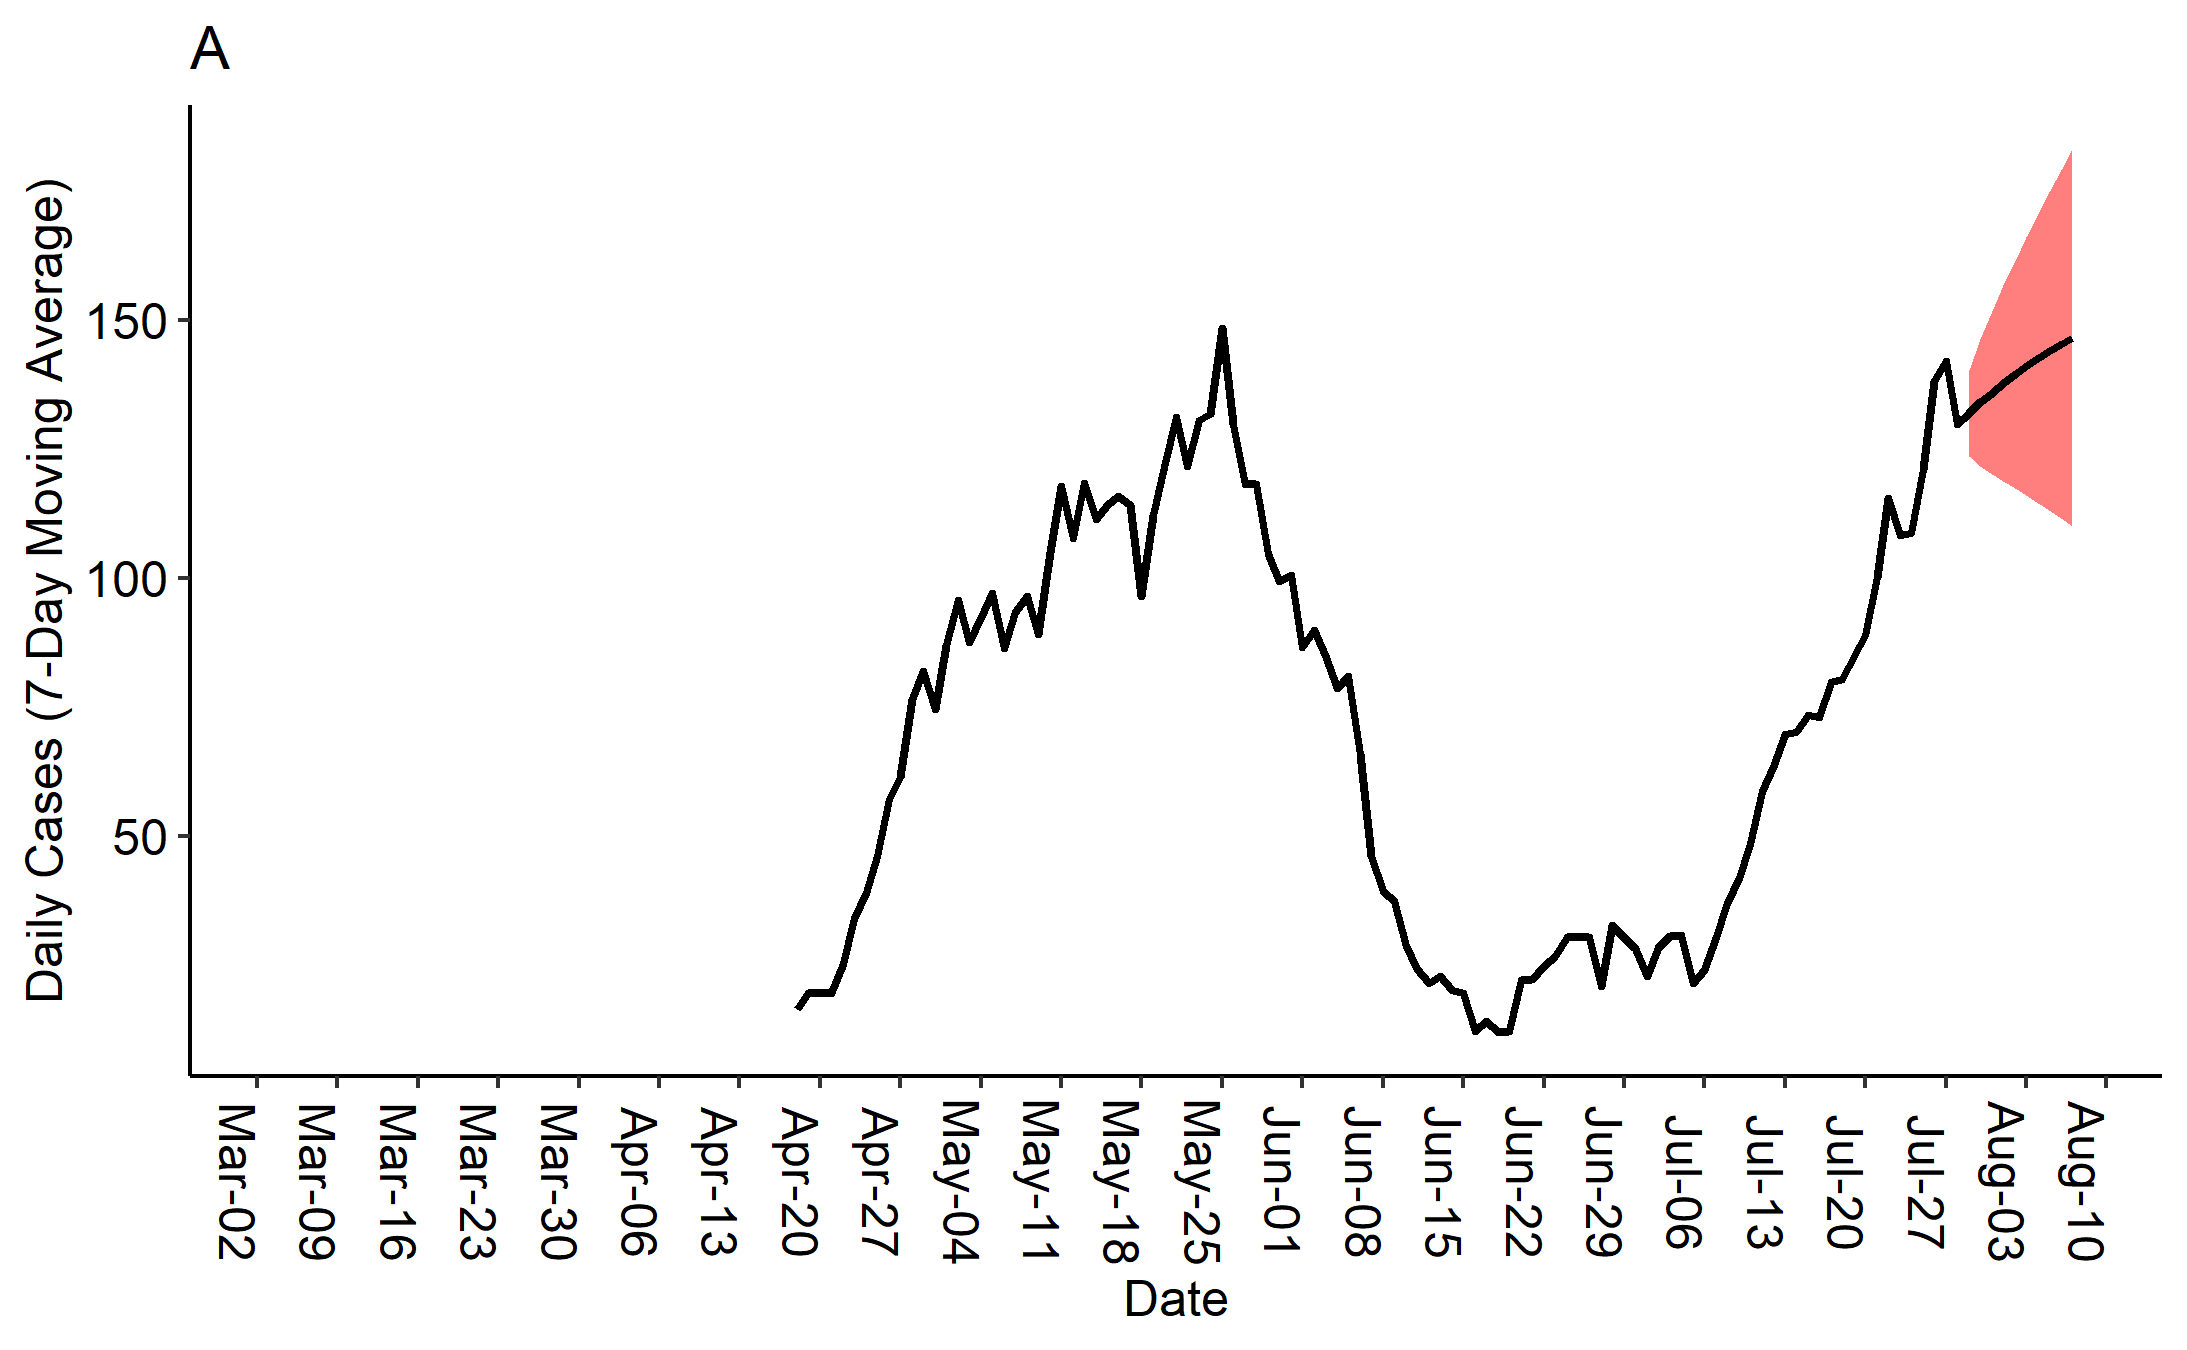 A
Daily Cases (7-Day Moving Average)
150
100
50
Mar-02
Mar-09
Mar-16
Mar-23
Mar-30
Apr-06
Apr-13
Apr-20
Apr-27
May-04
May-11
May-18
May-25
Jun-01
Jun-08
Jun-15
Jun-22
Jun-29
Jul-06
Jul-13
Jul-20
Jul-27
Aug-03
Aug-10
Date